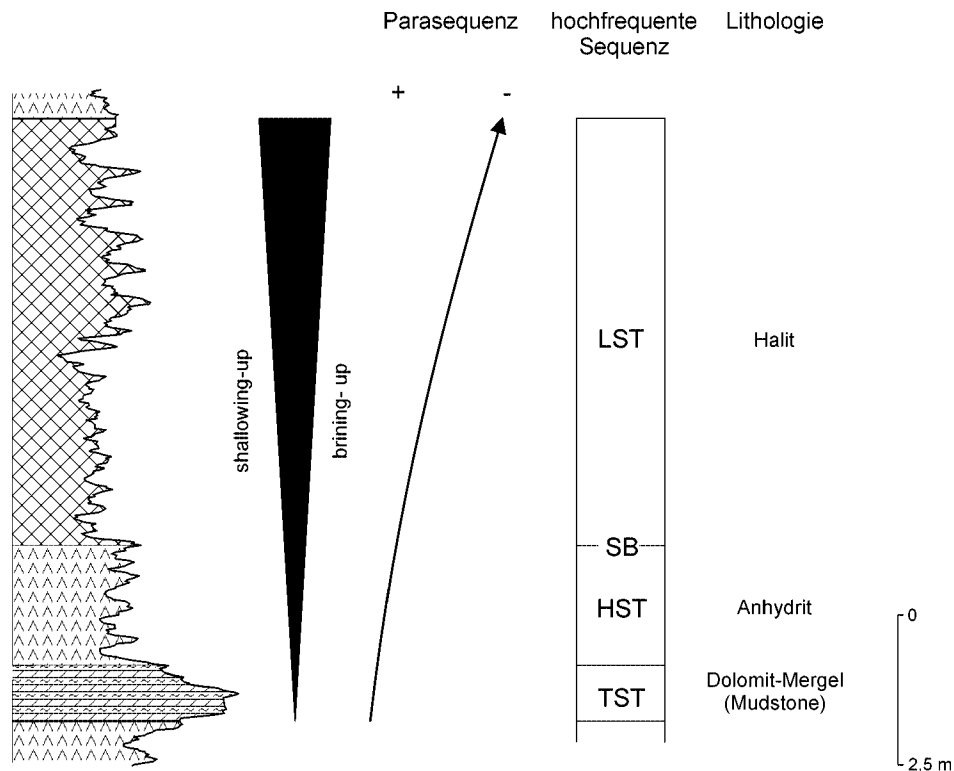 Parasequenz
hochfrequente
Sequenz
Lithologie
+
-
shallowing-up
brining- up
LST
Halit
SB
HST
Anhydrit
TST
Dolomit-Mergel
(Mudstone)
0
2.5 m